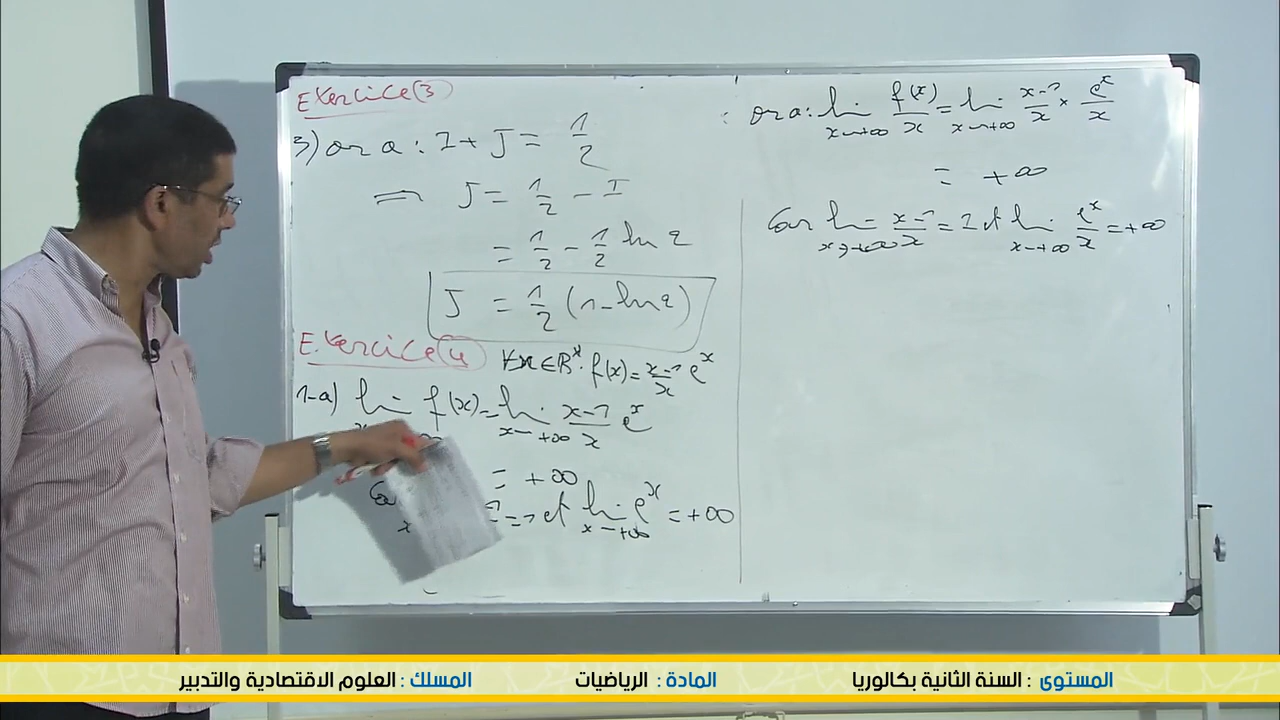 Exercice(3)
3) on a : I + J = 1/2
⇒ J = 1/2 - I
= 1/2 - 1/2 ln 2
J = 1/2 (1 - ln 2)
Exercice(4) ∀x ∈ ℝ* : f(x) = x-1/x e^x
1-a) lim f(x) = lim x→+∞ x-1/x e^x
= +∞
Car = 1 et lim x→+∞ e^x = +∞
on a : lim x→+∞ f(x)/x = lim x→+∞ x-1/x × e^x/x
= +∞
Car lim x→+∞ = x-1/x = 1 et lim x→+∞ e^x/x = +∞
المستوى : السنة الثانية بكالوريا المادة : الرياضيات المسلك : العلوم الاقتصادية والتدبير